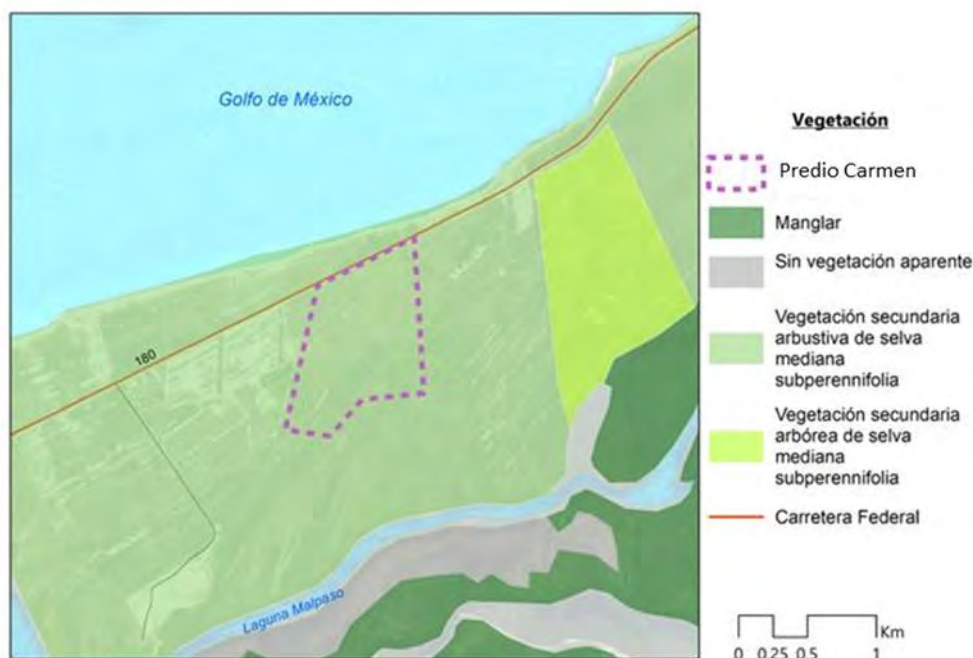 Golfo de México
180
Laguna Malpaso
Vegetación
Predio Carmen
Manglar
Sin vegetación aparente
Vegetación secundaria
arbustiva de selva
mediana
subperennifolia
Vegetación secundaria
arbórea de selva
mediana
subperennifolia
Carretera Federal
Km
0 0.25 0.5 1